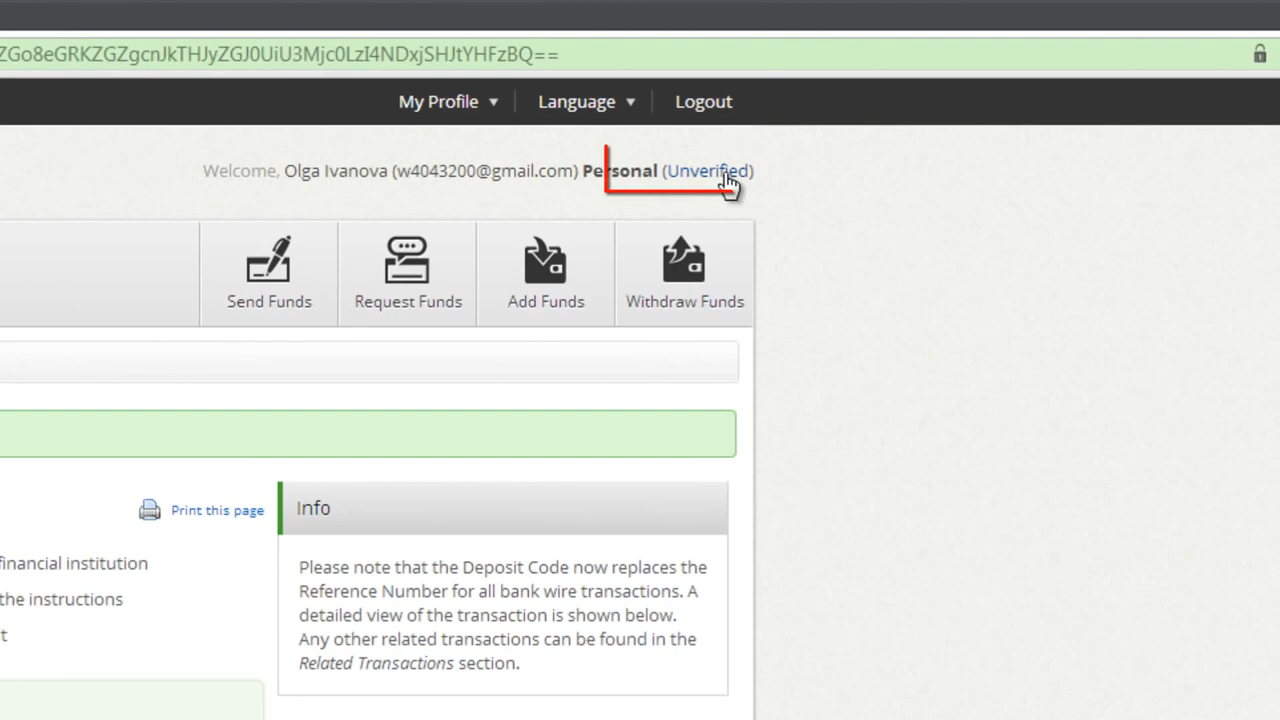 ZGo8eGRKZGZgcnJkTHJyZGJ0UiU3Mjc0LzI4NDxjSHJtYHFzBQ==
My Profile Language Logout
Welcome, Olga Ivanova (w4043200@gmail.com) Personal (Unverified)
Send Funds Request Funds Add Funds Withdraw Funds
Print this page
financial institution
the instructions
t
Info
Please note that the Deposit Code now replaces the
Reference Number for all bank wire transactions. A
detailed view of the transaction is shown below.
Any other related transactions can be found in the
Related Transactions section.